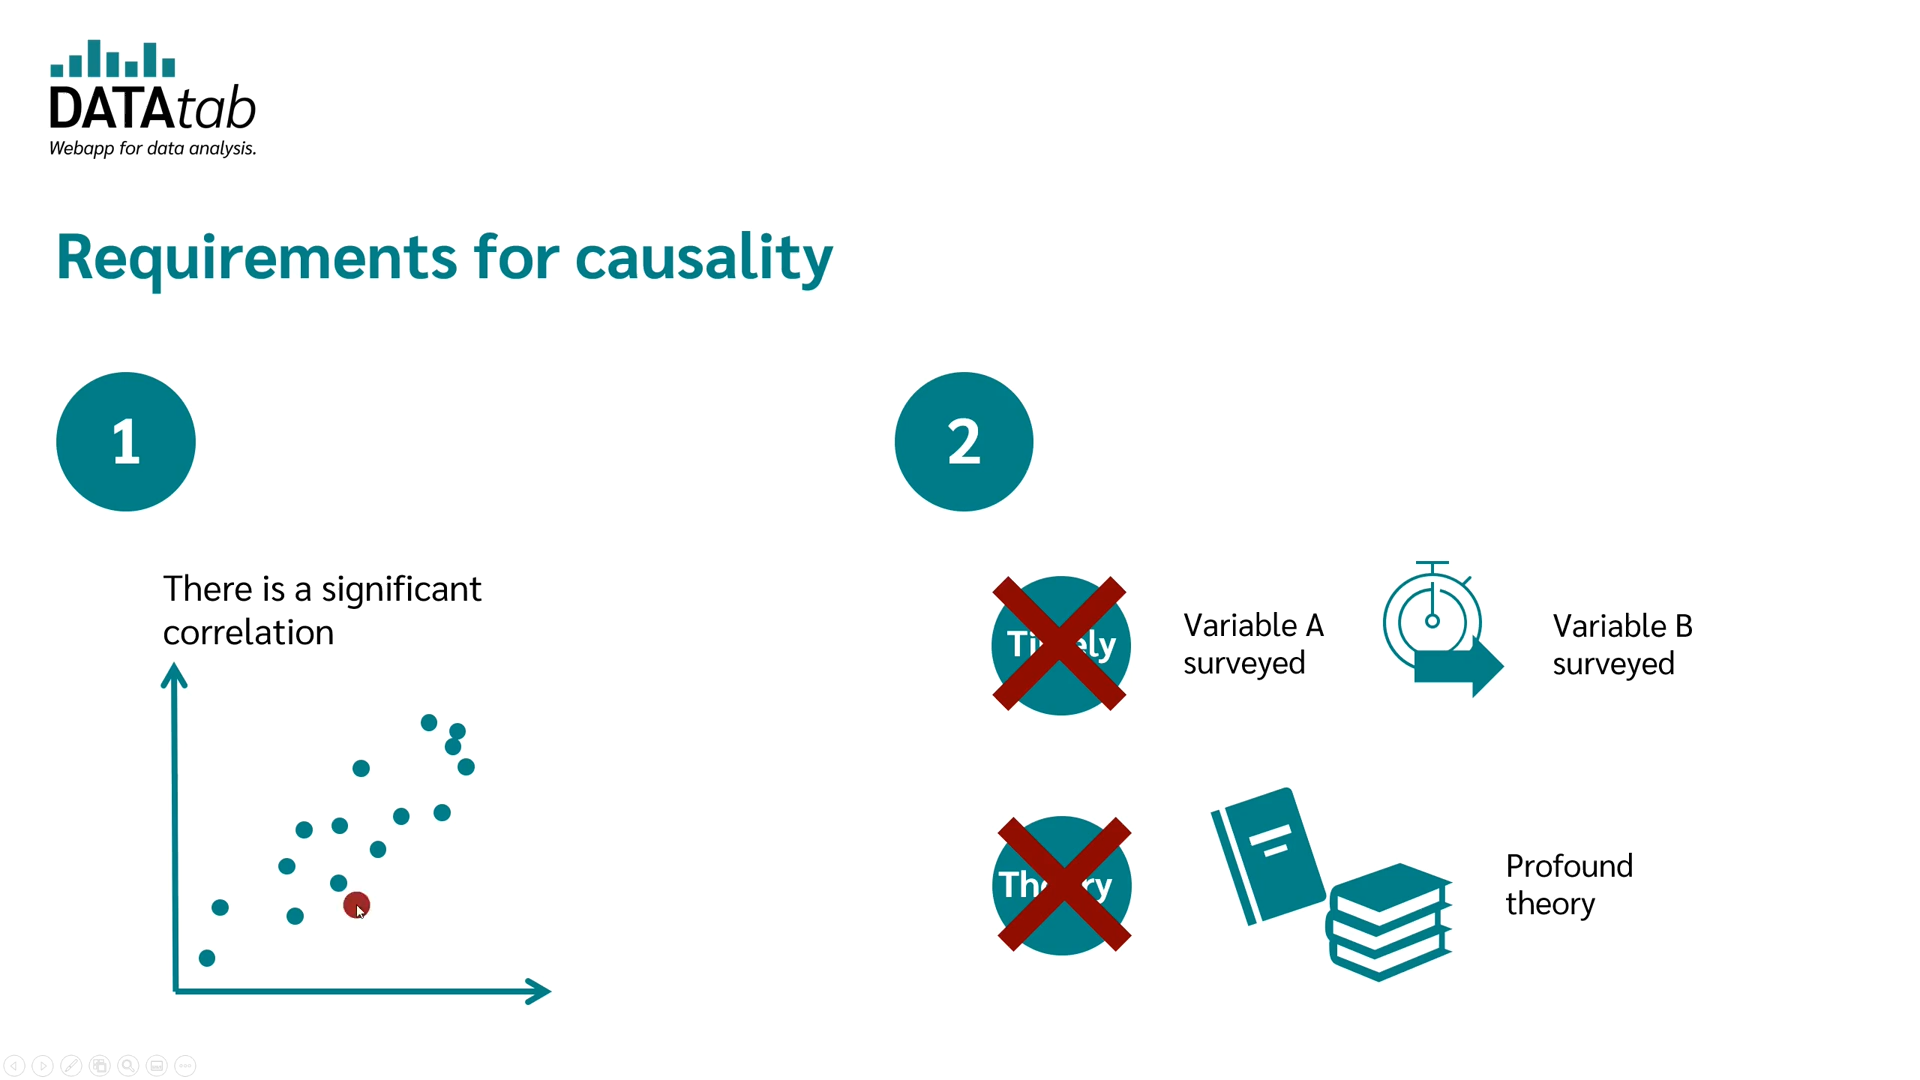 DATAtab
Webapp for data analysis.
Requirements for causality
1
2
There is a significant
correlation
Variable A
surveyed
Variable B
surveyed
Profound
theory